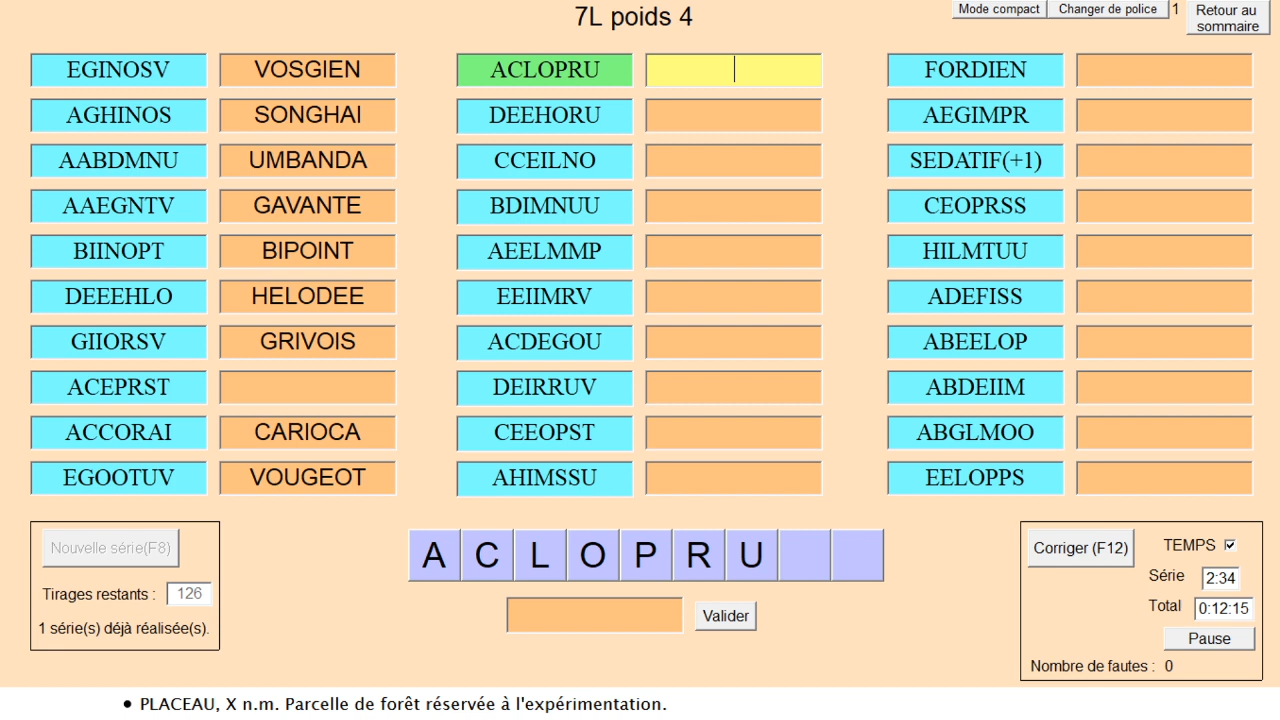 7L poids 4
Mode compact
Changer de police
1
Retour au
sommaire
EGINOSV VOSGIEN
AGHINOS SONGHAI
AABDMNU UMBANDA
AAEGNTV GAVANTE
BIINOPT BIPOINT
DEEEHLO HELODEE
GIIORSV GRIVOIS
ACEPRST
ACCORAI CARIOCA
EGOOTUV VOUGEOT
ACLOPRU
DEEHORU
CCEILNO
BDIMNUU
AEELMMP
EEIIMRV
ACDEGOU
DEIRRUV
CEEOPST
AHIMSSU
FORDIEN
AEGIMPR
SEDATIF(+1)
CEOPRSS
HILMTUU
ADEFISS
ABEELOP
ABDEIIM
ABGLMOO
EELOPPS
Nouvelle série(F8)
Tirages restants : 126
1 série(s) déjà réalisée(s).
A C L O P R U
Valider
Corriger (F12)
TEMPS
Série 2:34
Total 0:12:15
Pause
Nombre de fautes : 0
• PLACEAU, X n.m. Parcelle de forêt réservée à l'expérimentation.